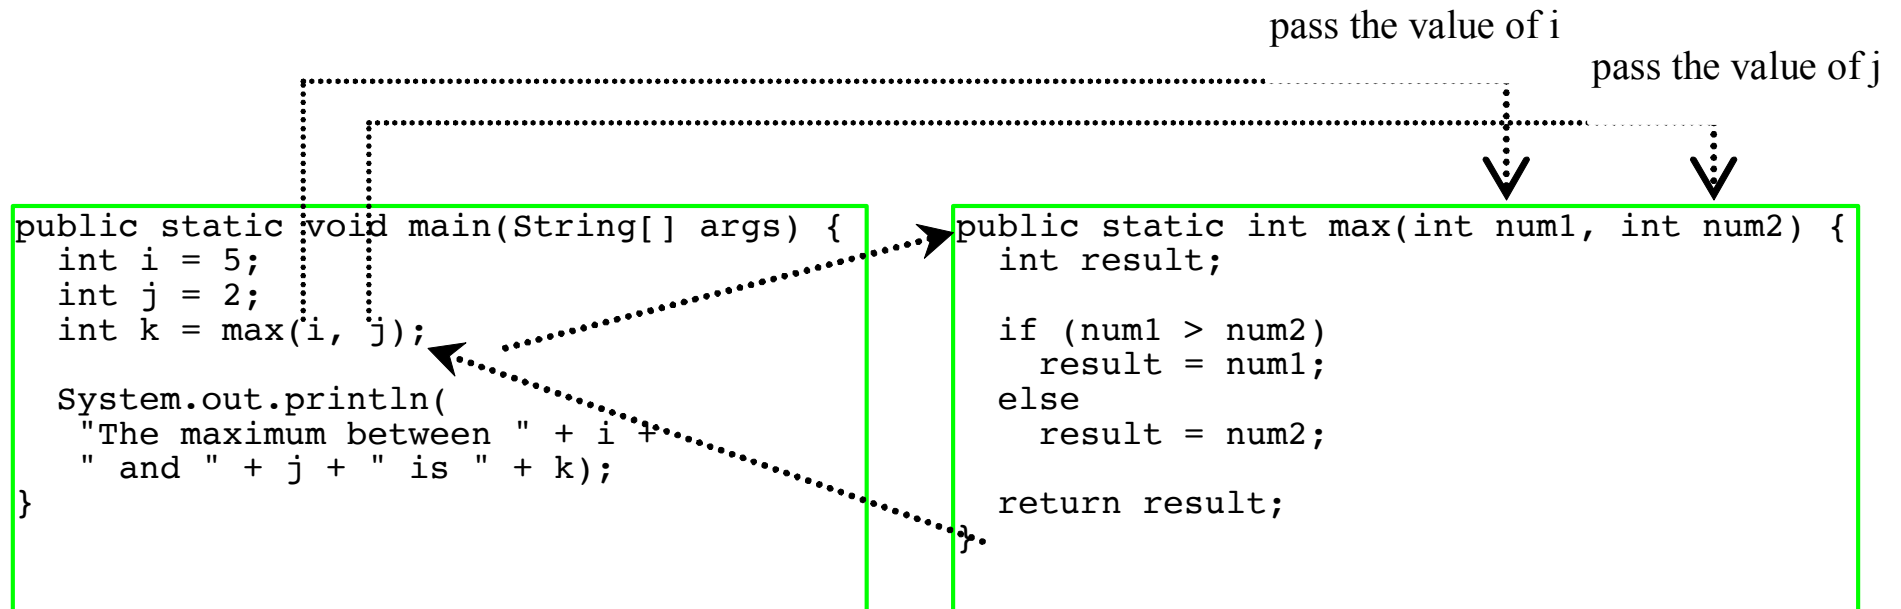 pass the value of i
pass the value of j
public static void main(String[] args) {
  int i = 5;
  int j = 2;
  int k = max(i, j);

  System.out.println(
   "The maximum between " + i +
   " and " + j + " is " + k);
}
public static int max(int num1, int num2) {
  int result;

  if (num1 > num2)
    result = num1;
  else
    result = num2;

  return result;
}